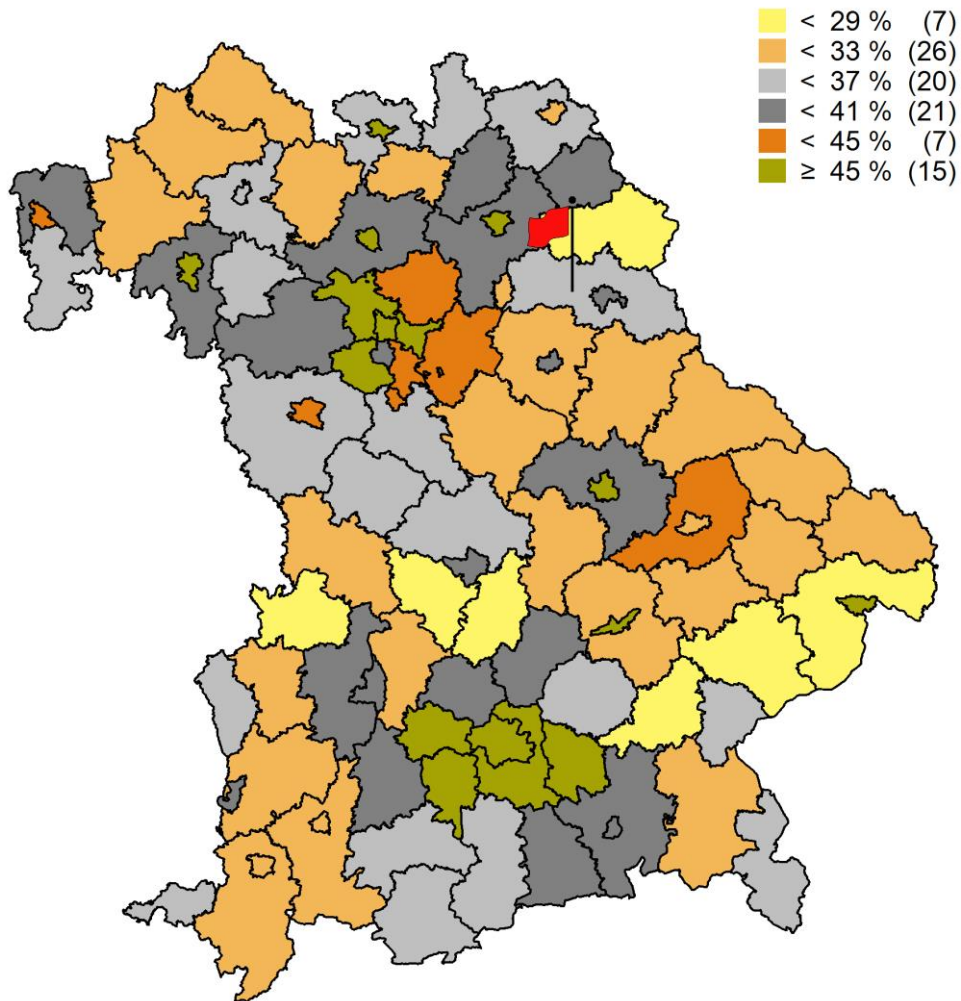 < 29 % (7)
< 33 % (26)
< 37 % (20)
< 41 % (21)
< 45 % (7)
≥ 45 % (15)